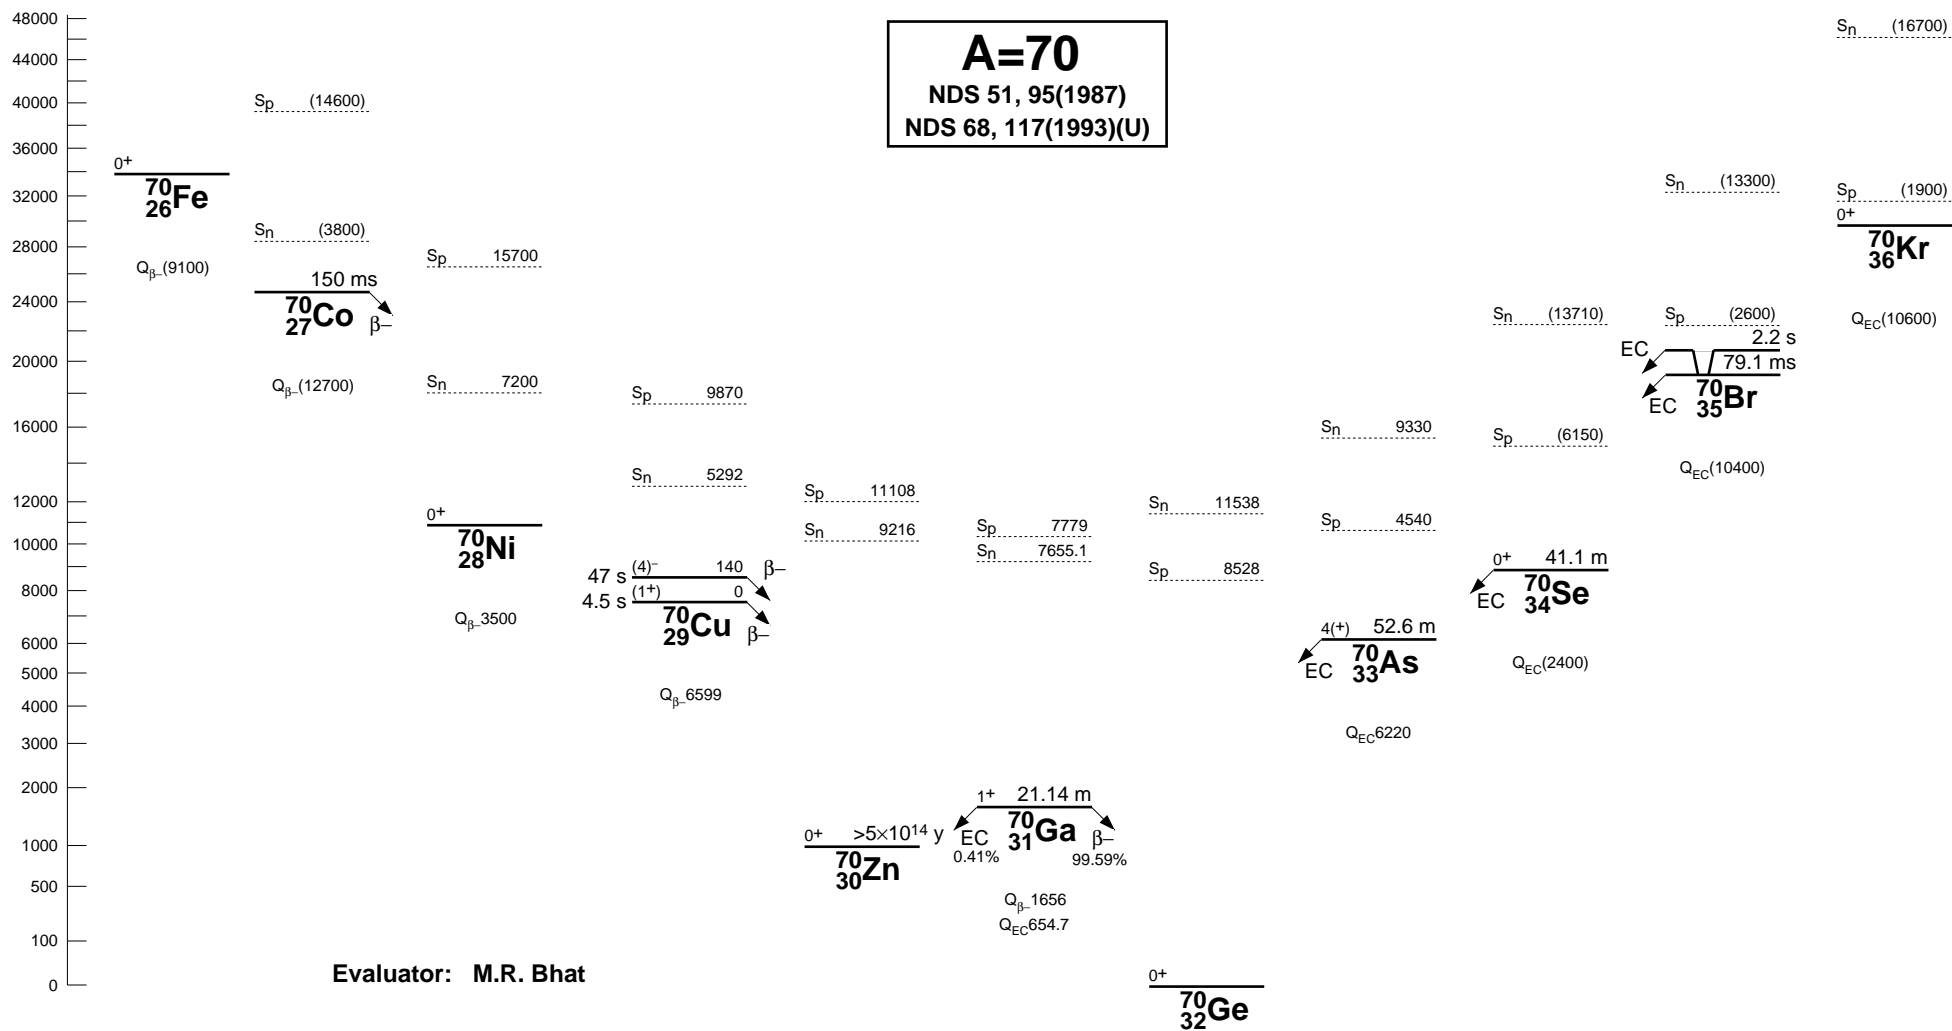 A=70
NDS 51, 95(1987)
NDS 68, 117(1993)(U)
48000
44000
40000
36000
32000
28000
24000
20000
16000
12000
10000
8000
6000
5000
4000
3000
2000
1000
500
100
0
0+
70
26Fe
Qβ−(9100)
Sp (14600)
Sn (3800)
150 ms
70
27Co
β−
Qβ−(12700)
Sp 15700
Sn 7200
0+
70
28Ni
Qβ−3500
Sp 9870
Sn 5292
47 s (4)− 140 β−
4.5 s (1+) 0
70
29Cu
β−
Qβ−6599
Sp 11108
Sn 9216
0+ >5×10¹⁴ y
70
30Zn
Sp 7779
Sn 7655.1
1+ 21.14 m
EC
0.41%
70
31Ga
β−
99.59%
Qβ−1656
QEC654.7
Sn 11538
Sp 8528
0+
70
32Ge
Sn 9330
Sp 4540
4(+) 52.6 m
EC
70
33As
QEC6220
Sn (13710)
Sp (6150)
0+ 41.1 m
EC
70
34Se
QEC(2400)
Sn (13300)
Sp (2600)
EC 2.2 s
79.1 ms
EC
70
35Br
QEC(10400)
Sn (16700)
Sp (1900)
0+
70
36Kr
QEC(10600)
Evaluator: M.R. Bhat